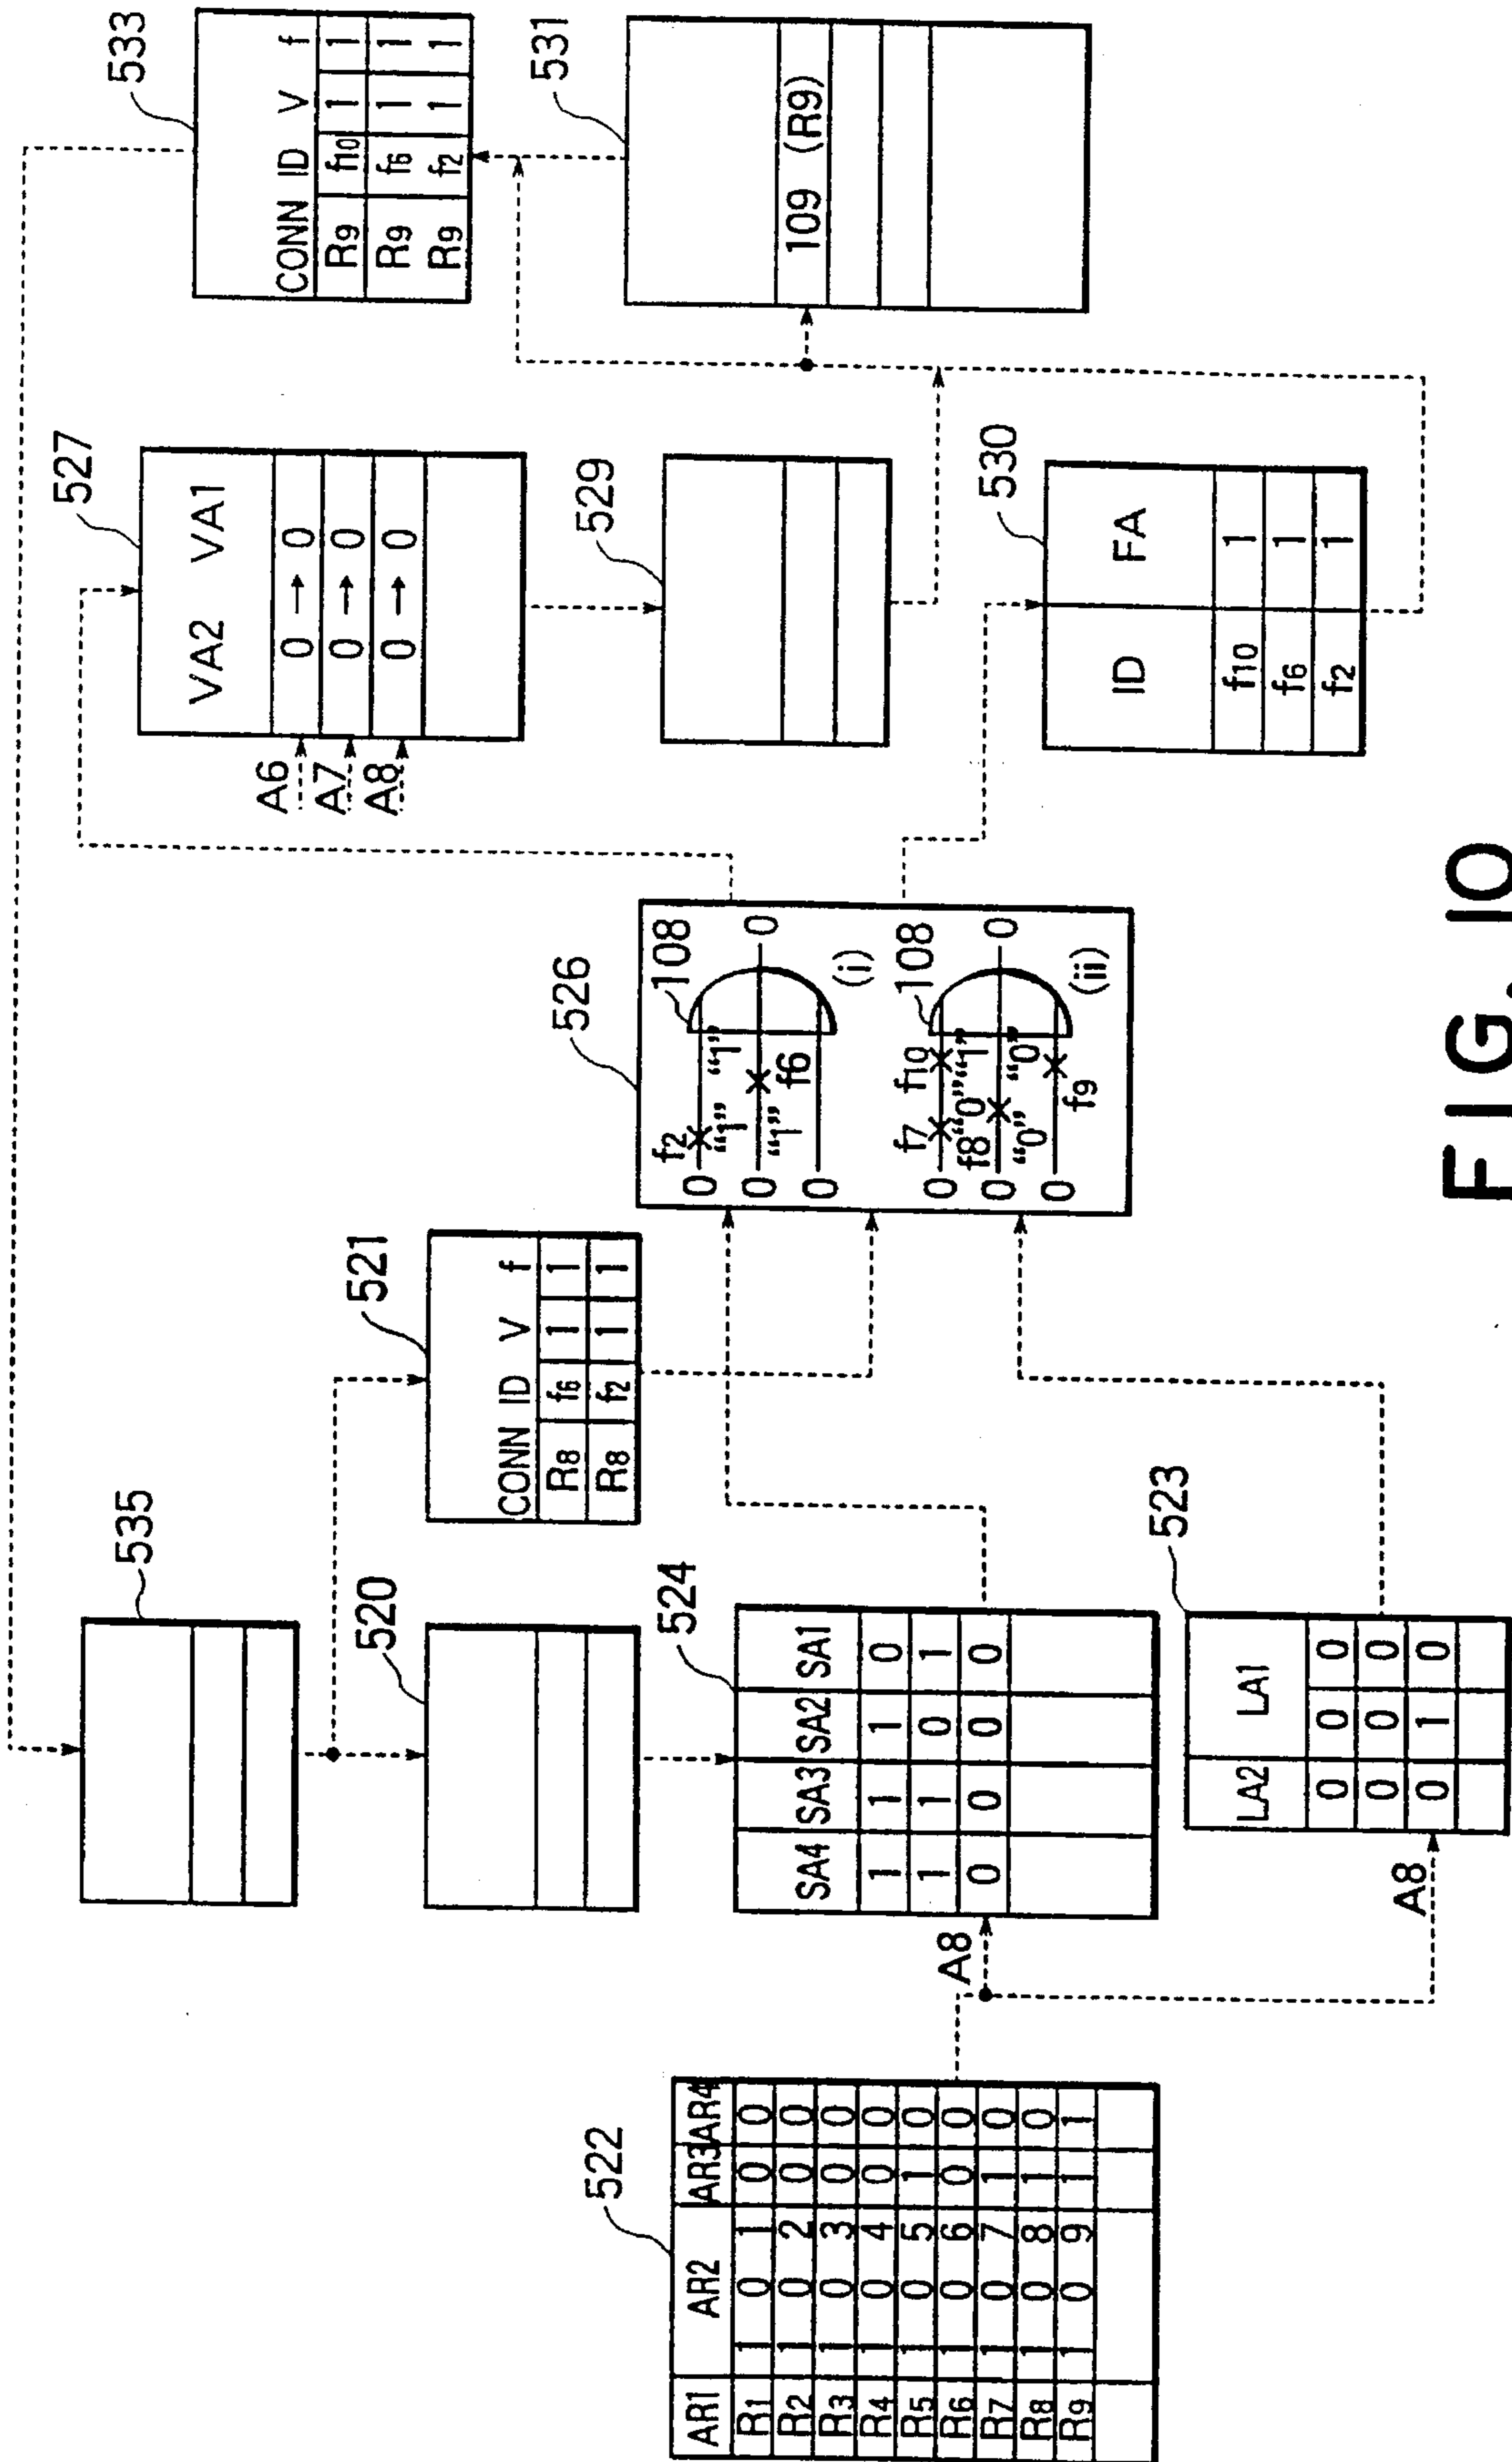 533
CONN ID V f
R9 f10 1 1
R9 f6 1 1
R9 f2 1 1
531
109 (R9)
527
VA2 VA1
A6 0 → 0
A7 0 → 0
A8 0 → 0
529
530
ID FA
f10 1
f6 1
f2 1
526
108
f2
0 "1" "1" 0
0 "1" f6
0
(i)
108
f7 f10
0 "0" "1"
f8
0 "0" "0" 0
0 f9
(ii)
521
CONN ID V f
R8 f6 1 1
R8 f2 1 1
535
520
524
SA4 SA3 SA2 SA1
1 1 1 0
1 1 0 1
0 0 0 0
A8
523
LA2 LA1
0 0 0
0 0 0
0 1 0
A8
522
AR1 AR2 AR3 AR4
R1 1 0 1 0 0
R2 1 0 2 0 0
R3 1 0 3 0 0
R4 1 0 4 0 0
R5 1 0 5 1 0
R6 1 0 6 0 0
R7 1 0 7 1 0
R8 1 0 8 1 0
R9 1 0 9 1 1
FIG. 10